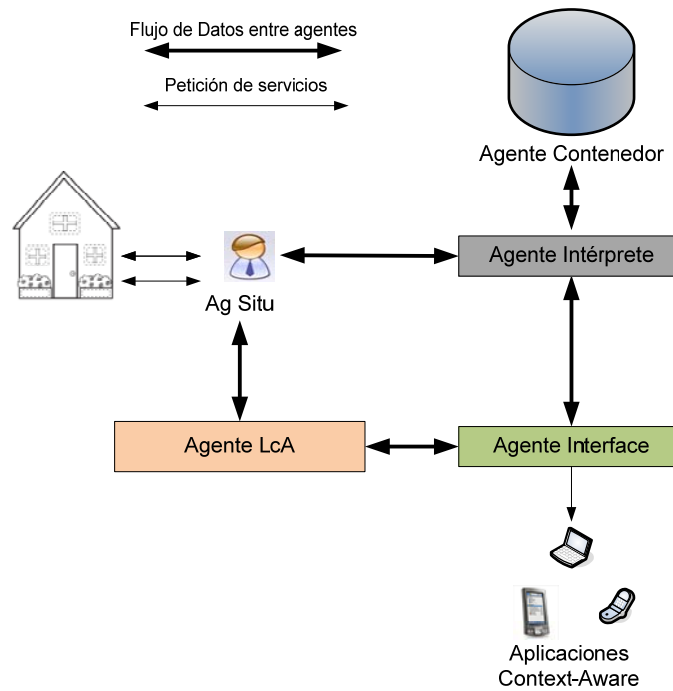 Flujo de Datos entre agentes
Petición de servicios
Agente Contenedor
Agente Intérprete
Ag Situ
Agente LcA
Agente Interface
Aplicaciones
Context-Aware